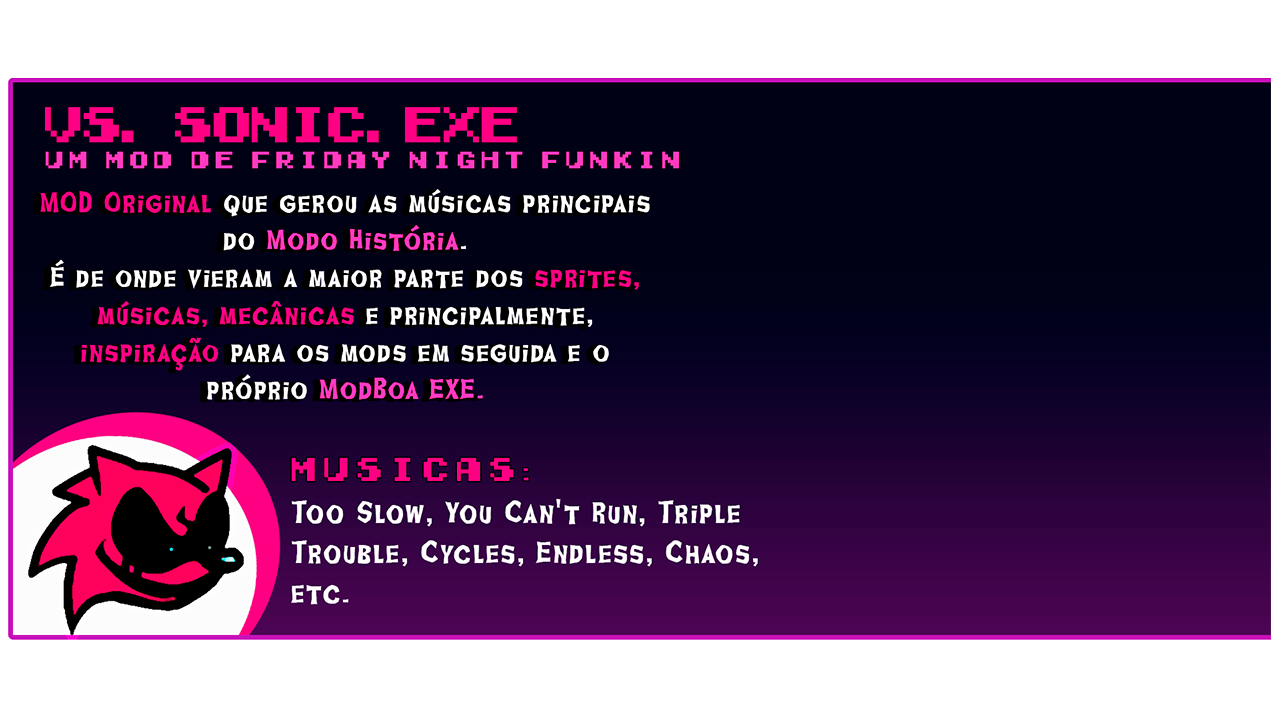 VS. SONIC.EXE
UM MOD DE FRIDAY NIGHT FUNKIN
MOD Original que gerou as músicas principais
do Modo História.
É de onde vieram a maior parte dos sprites,
músicas, mecânicas e principalmente,
inspiração para os mods em seguida e o
próprio ModBoa EXE.
MUSICAS:
Too Slow, You Can't Run, Triple
Trouble, Cycles, Endless, Chaos,
etc.